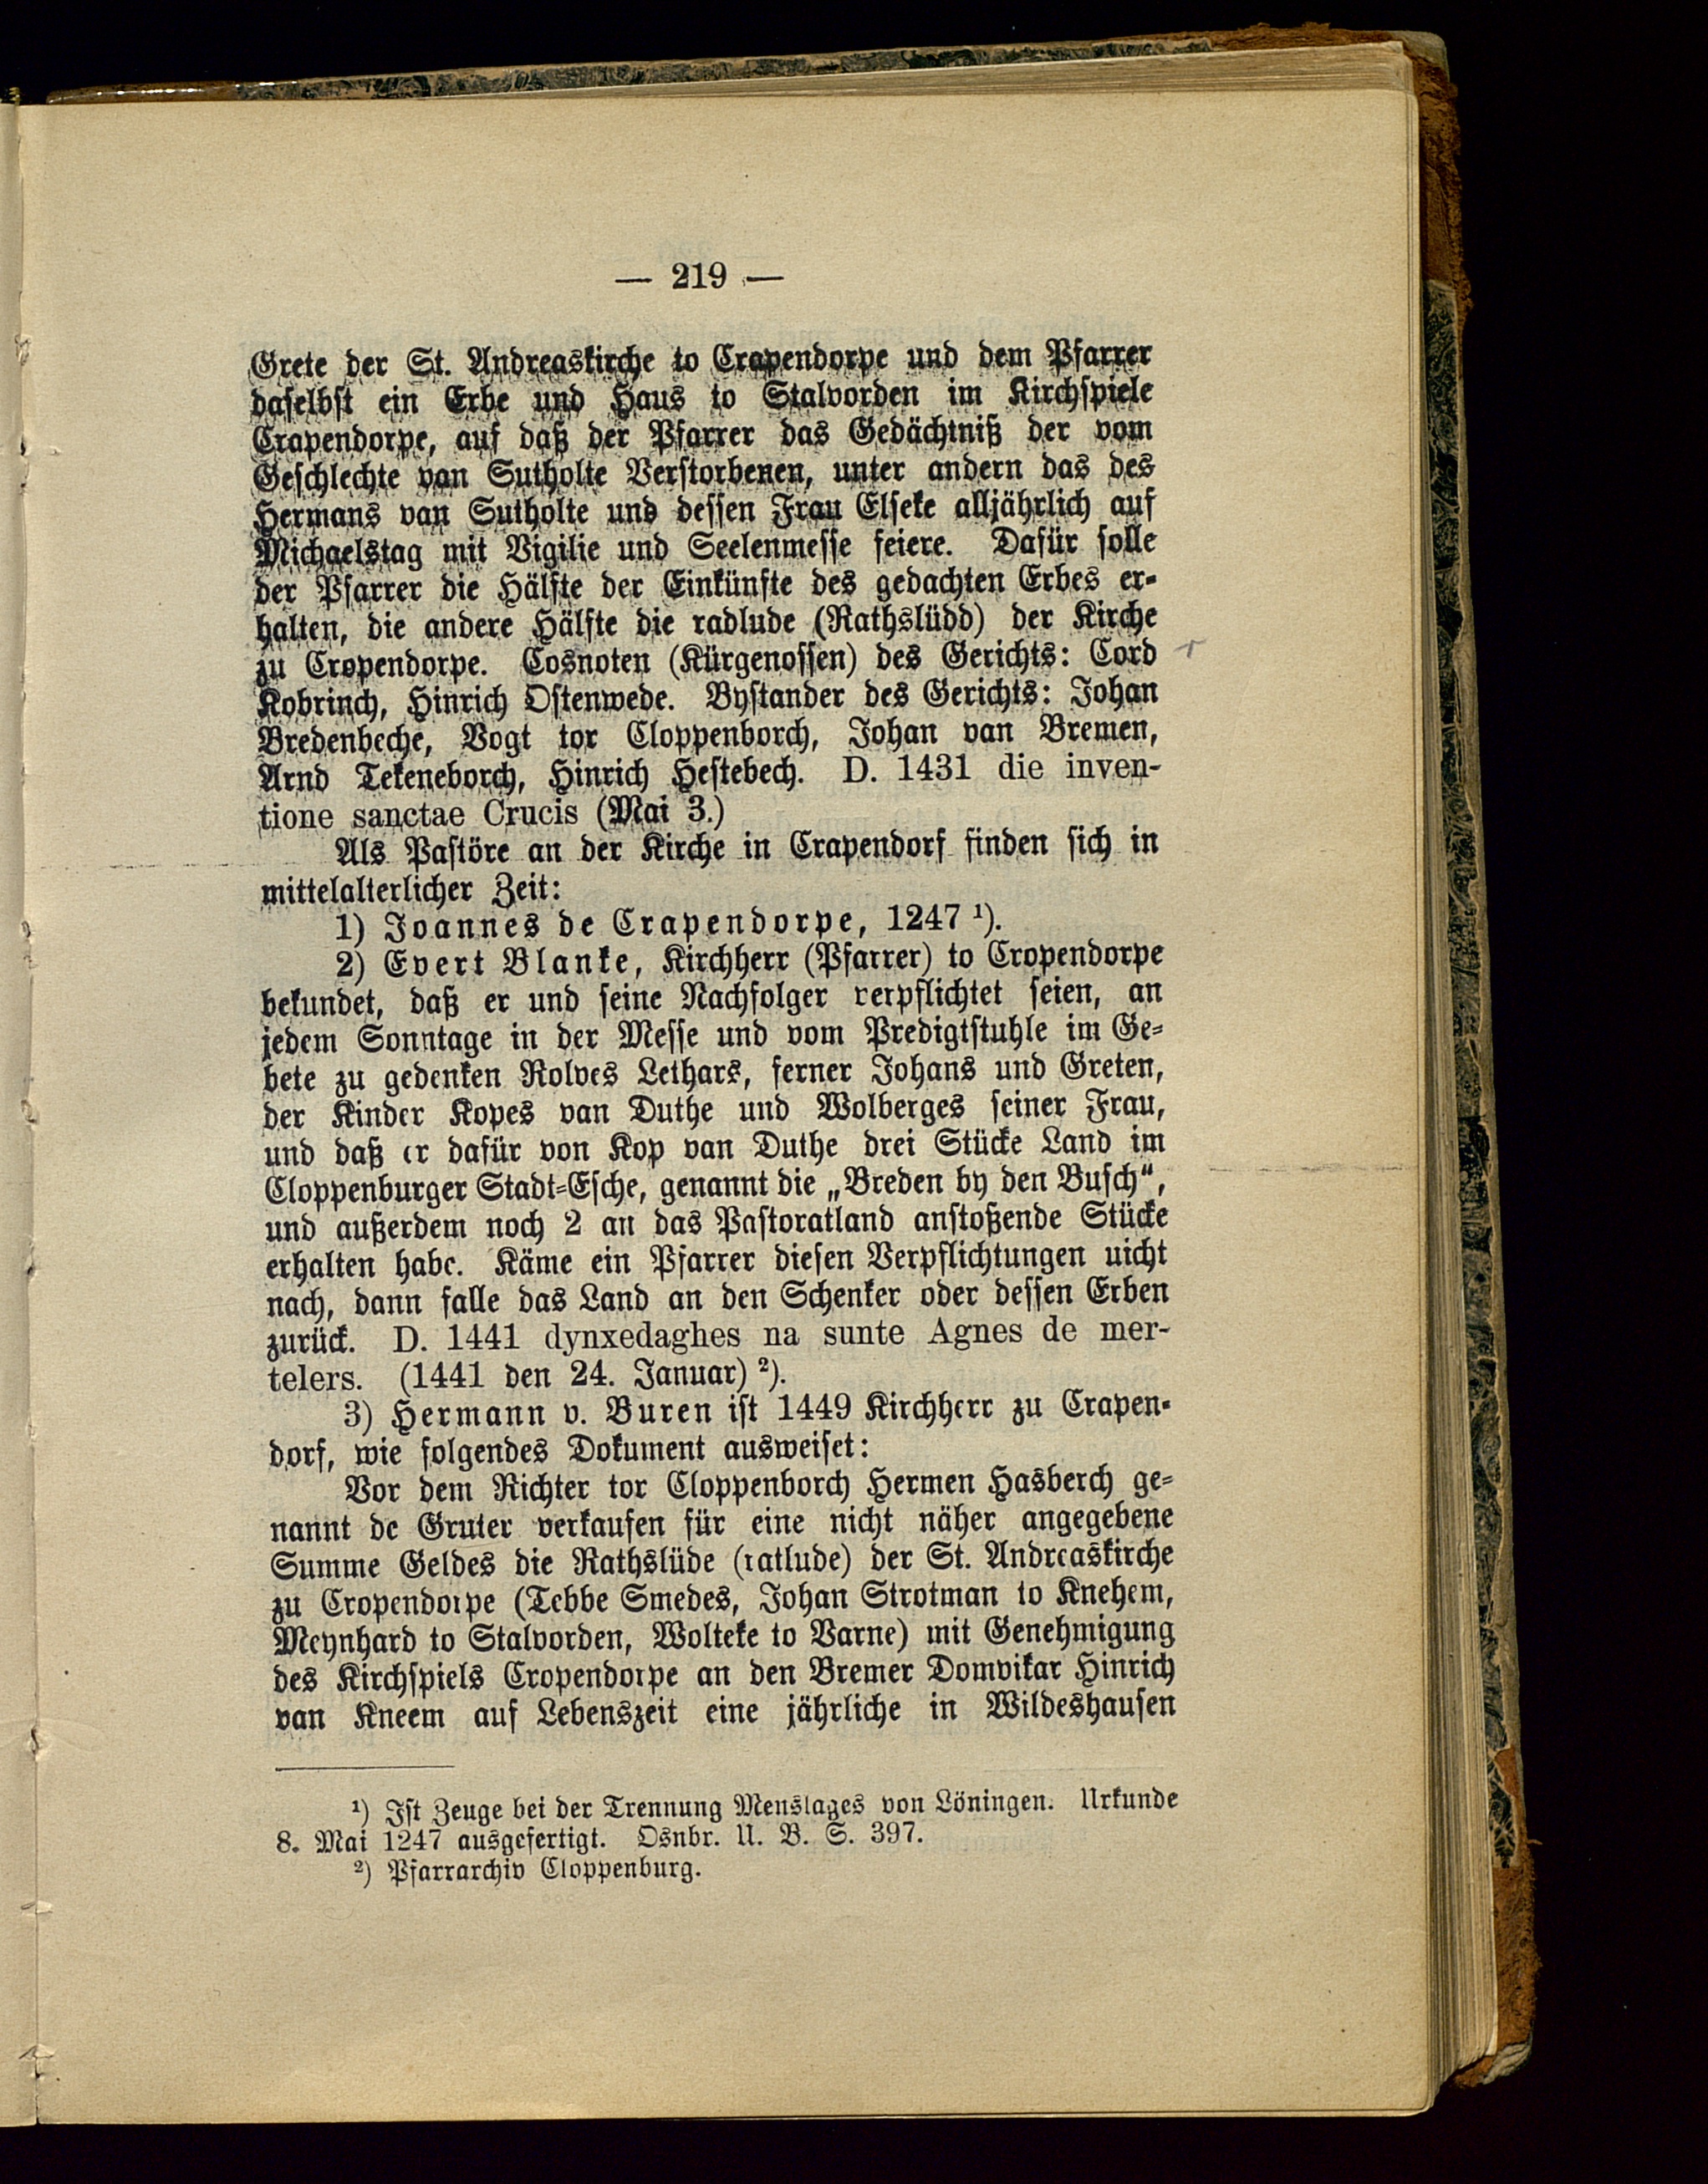 — 219 —
Grete der St. Andreaskirche to Crapendorpe und dem Pfarrer
daselbst ein Erbe und Haus to Stalvorden im Kirchspiele
Crapendorpe, auf daß der Pfarrer das Gedächtniß der vom
Geschlechte van Sutholte Verstorbenen, unter andern das des
Hermans van Sutholte und dessen Frau Elseke alljährlich auf
Michaelstag mit Vigilie und Seelenmesse feiere. Dafür solle
der Pfarrer die Hälfte der Einkünfte des gedachten Erbes er-
halten, die andere Hälfte die radlude (Rathslüdd) der Kirche
zu Cropendorpe. Cosnoten (Kürgenossen) des Gerichts: Cord
Kobrinch, Hinrich Ostenwede. Bystander des Gerichts: Johan
Bredenbeche, Vogt tor Cloppenborch, Johan van Bremen,
Arnd Tekeneborch, Hinrich Hestebech. D. 1431 die inven-
tione sanctae Crucis (Mai 3.)
Als Pastöre an der Kirche in Crapendorf finden sich in
mittelalterlicher Zeit:
1) Joannes de Crapendorpe, 1247 ¹).
2) Evert Blanke, Kirchherr (Pfarrer) to Cropendorpe
bekundet, daß er und seine Nachfolger verpflichtet seien, an
jedem Sonntage in der Messe und vom Predigtstuhle im Ge-
bete zu gedenken Rolves Lethars, ferner Johans und Greten,
der Kinder Kopes van Duthe und Wolberges seiner Frau,
und daß er dafür von Kop van Duthe drei Stücke Land im
Cloppenburger Stadt-Esche, genannt die „Breden by den Busch“,
und außerdem noch 2 an das Pastoratland anstoßende Stücke
erhalten habe. Käme ein Pfarrer diesen Verpflichtungen uicht
nach, dann falle das Land an den Schenker oder dessen Erben
zurück. D. 1441 dynxedaghes na sunte Agnes de mer-
telers. (1441 den 24. Januar) ²).
3) Hermann v. Buren ist 1449 Kirchherr zu Crapen-
dorf, wie folgendes Dokument ausweiset:
Vor dem Richter tor Cloppenborch Hermen Hasberch ge-
nannt de Gruter verkaufen für eine nicht näher angegebene
Summe Geldes die Rathslüde (ratlude) der St. Andreaskirche
zu Cropendorpe (Tebbe Smedes, Johan Strotman to Knehem,
Meynhard to Stalvorden, Wolteke to Varne) mit Genehmigung
des Kirchspiels Cropendorpe an den Bremer Domvikar Hinrich
van Kneem auf Lebenszeit eine jährliche in Wildeshausen
¹) Ist Zeuge bei der Trennung Menslages von Löningen. Urkunde
8. Mai 1247 ausgefertigt. Osnbr. U. B. S. 397.
²) Pfarrarchiv Cloppenburg.